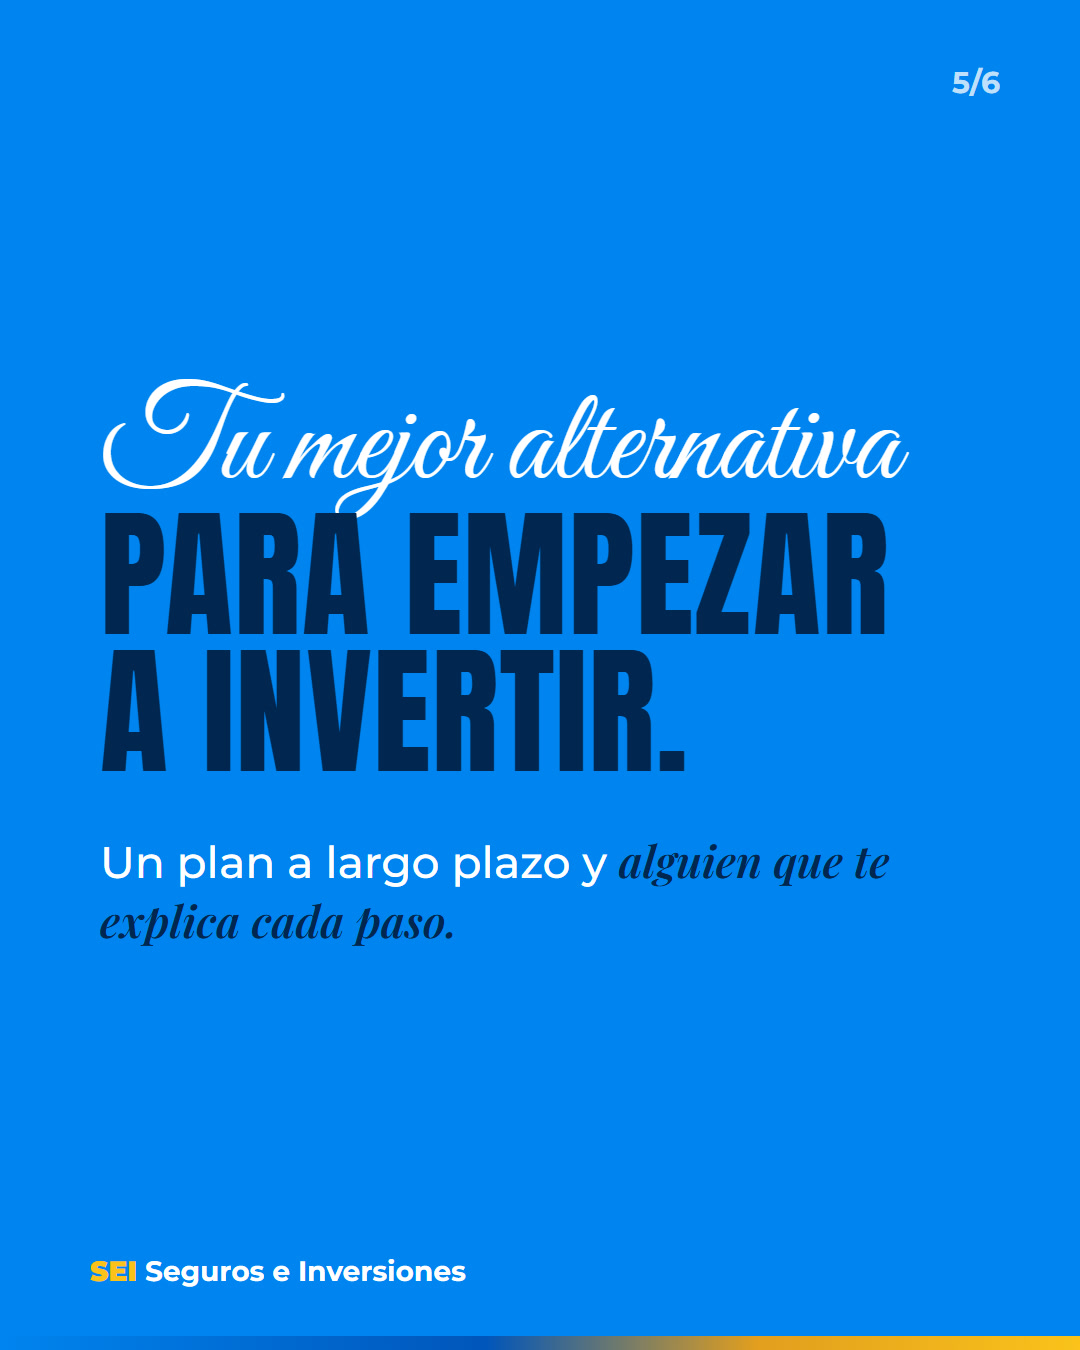 5/6
Tu mejor alternativa
PARA EMPEZAR
A INVERTIR.
Un plan a largo plazo y alguien que te
explica cada paso.
SEI Seguros e Inversiones